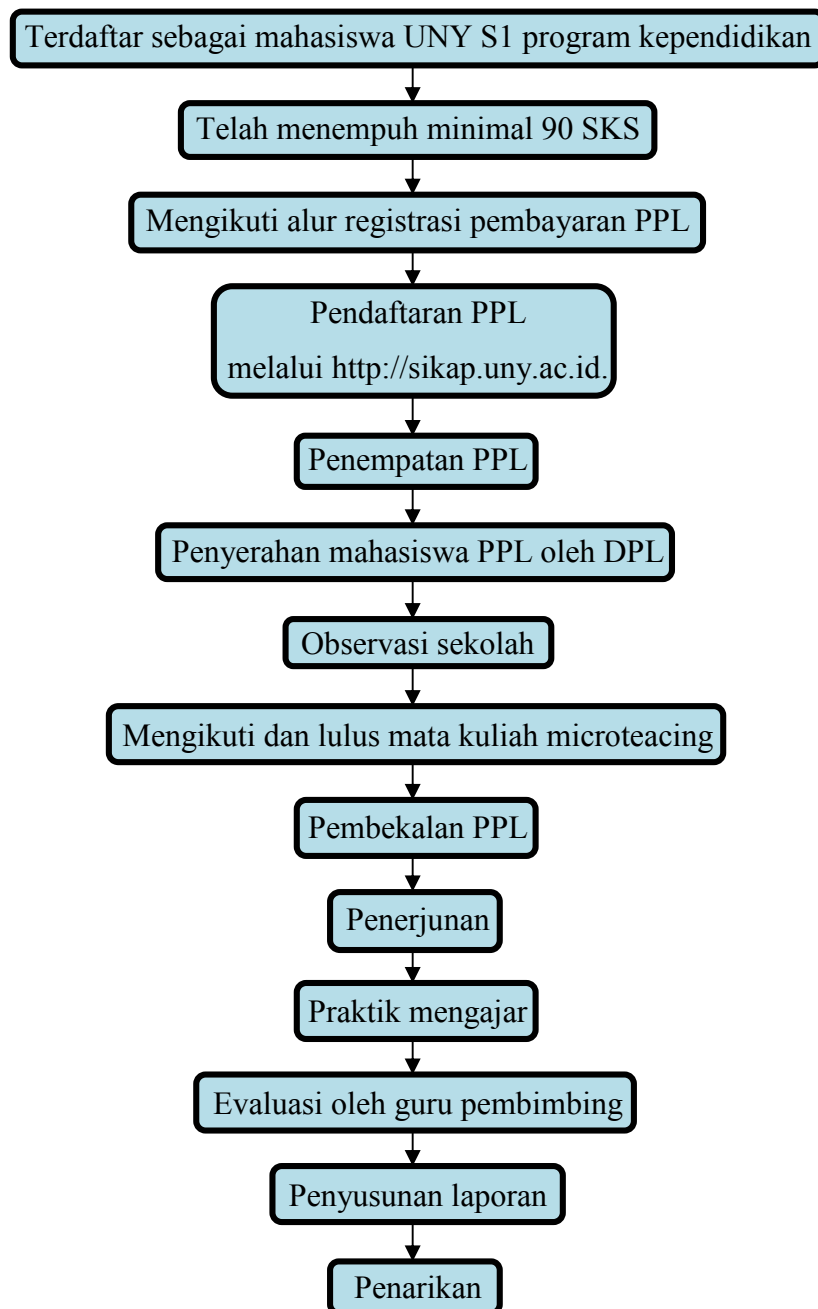 Terdaftar sebagai mahasiswa UNY S1 program kependidikan
Telah menempuh minimal 90 SKS
Mengikuti alur registrasi pembayaran PPL
Pendaftaran PPL
melalui http://sikap.uny.ac.id.
Penempatan PPL
Penyerahan mahasiswa PPL oleh DPL
Observasi sekolah
Mengikuti dan lulus mata kuliah microteacing
Pembekalan PPL
Penerjunan
Praktik mengajar
Evaluasi oleh guru pembimbing
Penyusunan laporan
Penarikan